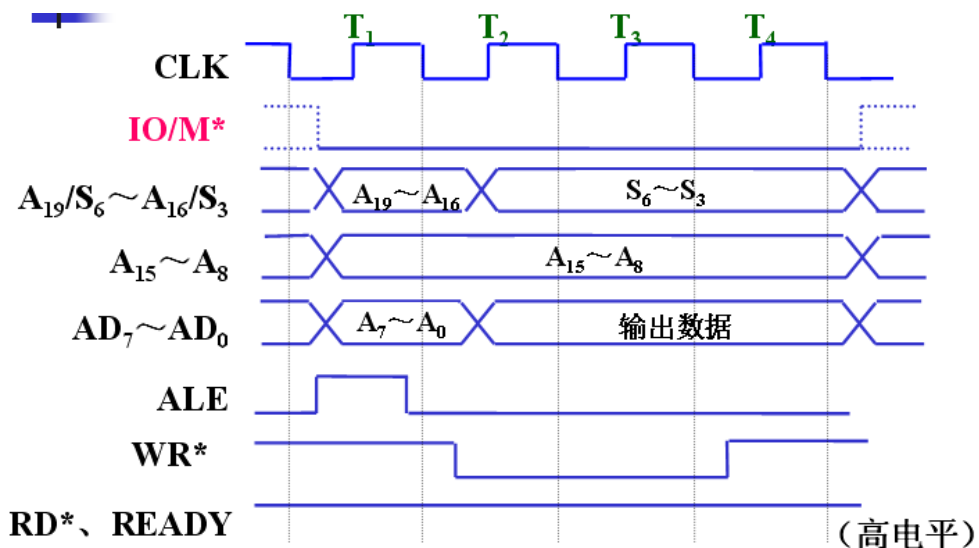 T₁ T₂ T₃ T₄
CLK
IO/M*
A₁₉/S₆～A₁₆/S₃ A₁₉～A₁₆ S₆～S₃
A₁₅～A₈ A₁₅～A₈
AD₇～AD₀ A₇～A₀ 输出数据
ALE
WR*
RD*、READY （高电平）